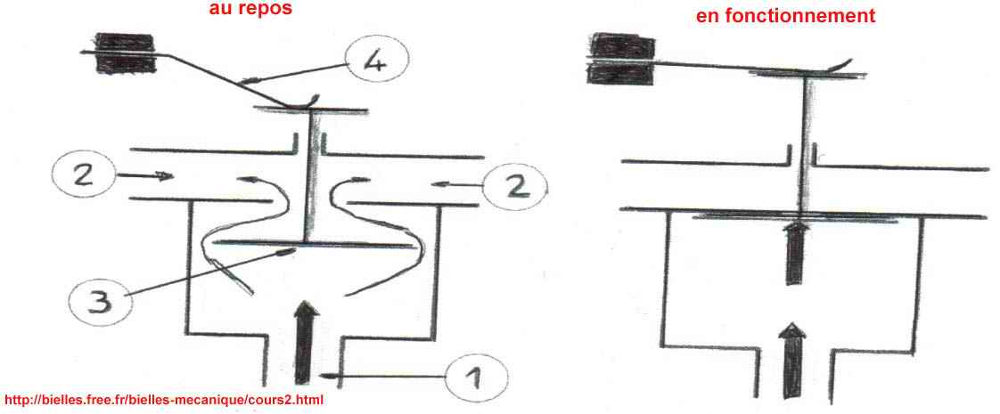 au repos
en fonctionnement
4
2
2
3
1
http://bielles.free.fr/bielles-mecanique/cours2.html